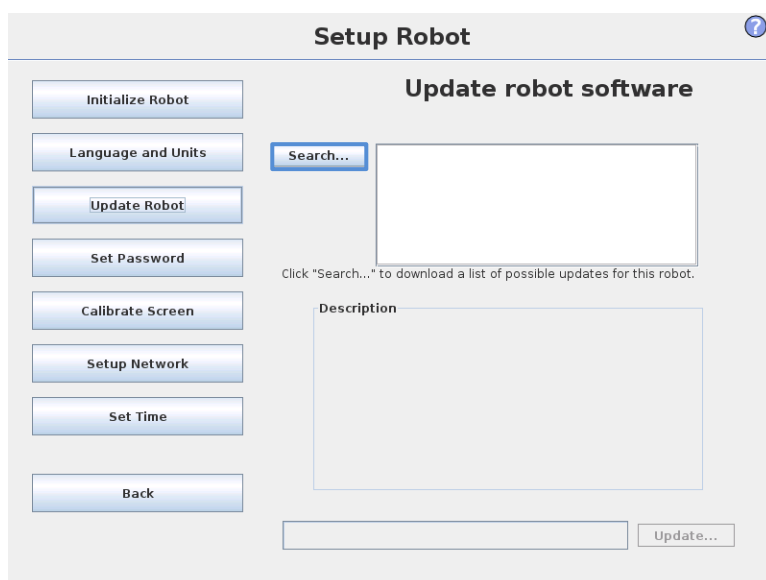 Setup Robot
?
Initialize Robot
Language and Units
Update Robot
Set Password
Calibrate Screen
Setup Network
Set Time
Back
Update robot software
Search...
Click "Search..." to download a list of possible updates for this robot.
Description
Update...